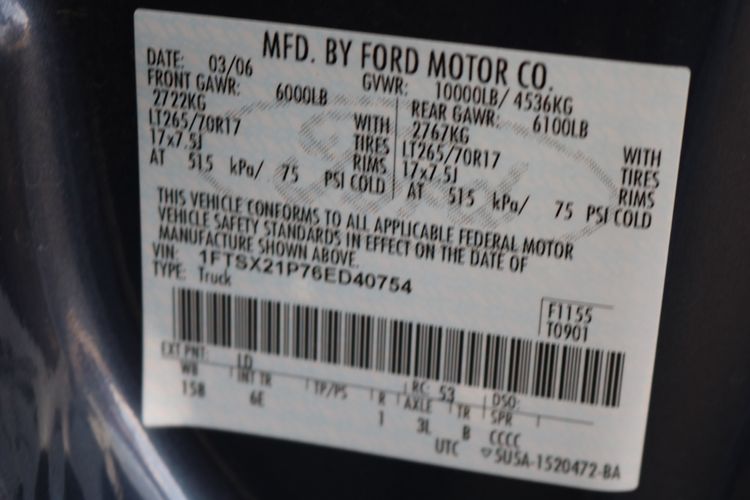 MFD. BY FORD MOTOR CO.
DATE: 03/06 GVWR: 10000LB/ 4536KG
FRONT GAWR: 6000LB REAR GAWR: 6100LB
2722KG WITH 2767KG WITH
LT265/70R17 TIRES LT265/70R17 TIRES
17x7.5J RIMS 17x7.5J RIMS
AT 515 kPa/ 75 PSI COLD AT 515 kPa/ 75 PSI COLD
THIS VEHICLE CONFORMS TO ALL APPLICABLE FEDERAL MOTOR
VEHICLE SAFETY STANDARDS IN EFFECT ON THE DATE OF
MANUFACTURE SHOWN ABOVE.
VIN: 1FTSX21P76ED40754
TYPE: Truck
F1155
T0901
EXT PNT: LD RC: 53 DSO:
WB INT TR TP/PS R AXLE TR SPR
158 6E 1 3L B CCCC
UTC 5U5A-1520472-BA